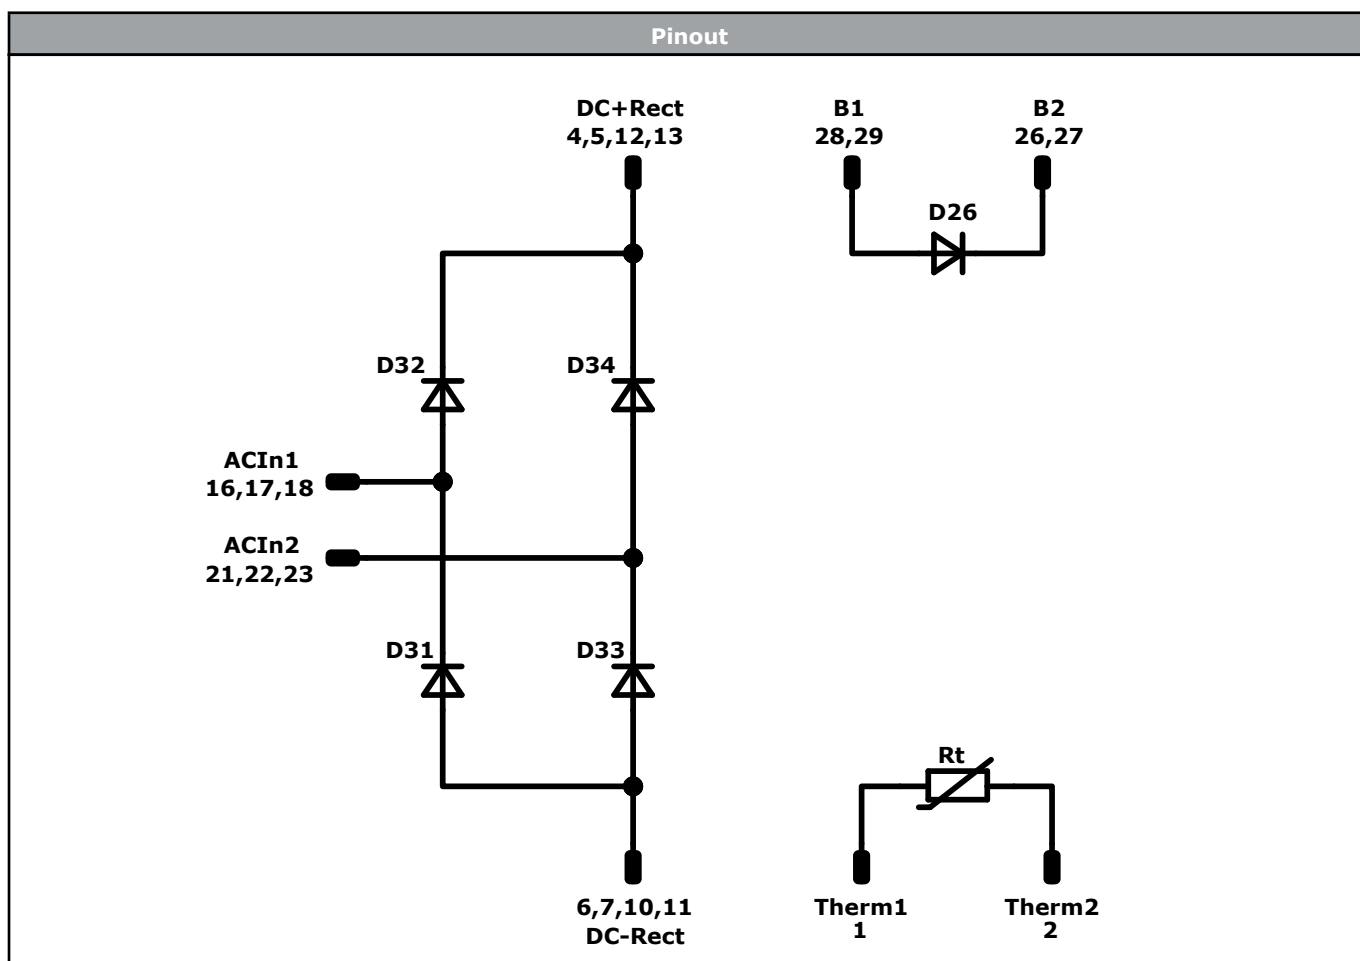 Pinout
DC+Rect
4,5,12,13
B1
28,29
B2
26,27
D26
D32
D34
ACIn1
16,17,18
ACIn2
21,22,23
D31
D33
Rt
6,7,10,11
DC-Rect
Therm1
1
Therm2
2